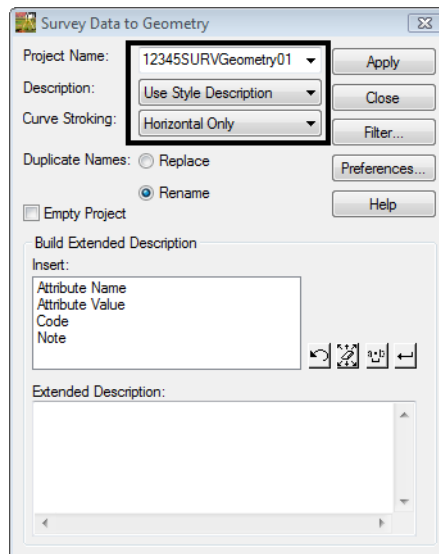 Survey Data to Geometry
Project Name: 12345SURVGeometry01 Apply
Description: Use Style Description Close
Curve Stroking: Horizontal Only Filter...
Duplicate Names: Replace Preferences...
Rename
Empty Project Help
Build Extended Description
Insert:
Attribute Name
Attribute Value
Code
Note
a+b
Extended Description: